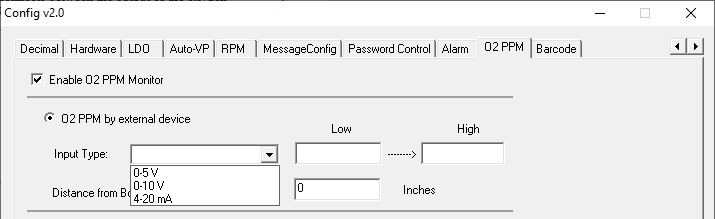 Config v2.0
Decimal Hardware LDO Auto-VP RPM MessageConfig Password Control Alarm O2 PPM Barcode
Enable O2 PPM Monitor
O2 PPM by external device
Low High
Input Type: -------->
0-5 V
0-10 V
4-20 mA
Distance from 0 Inches